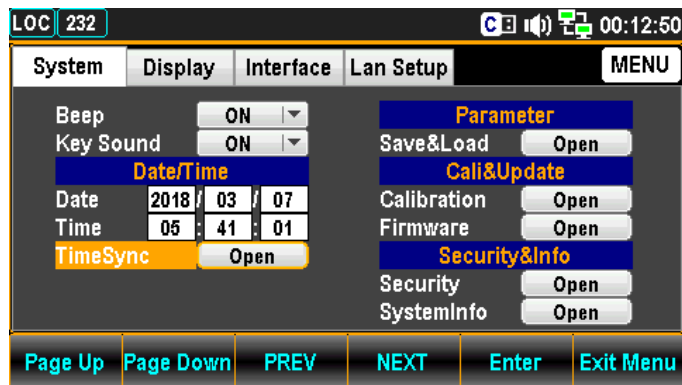 LOC 232 C 00:12:50
System Display Interface Lan Setup MENU
Beep ON
Key Sound ON
Date/Time
Date 2018 / 03 / 07
Time 05 : 41 : 01
TimeSync Open
Parameter
Save&Load Open
Cali&Update
Calibration Open
Firmware Open
Security&Info
Security Open
SystemInfo Open
Page Up Page Down PREV NEXT Enter Exit Menu